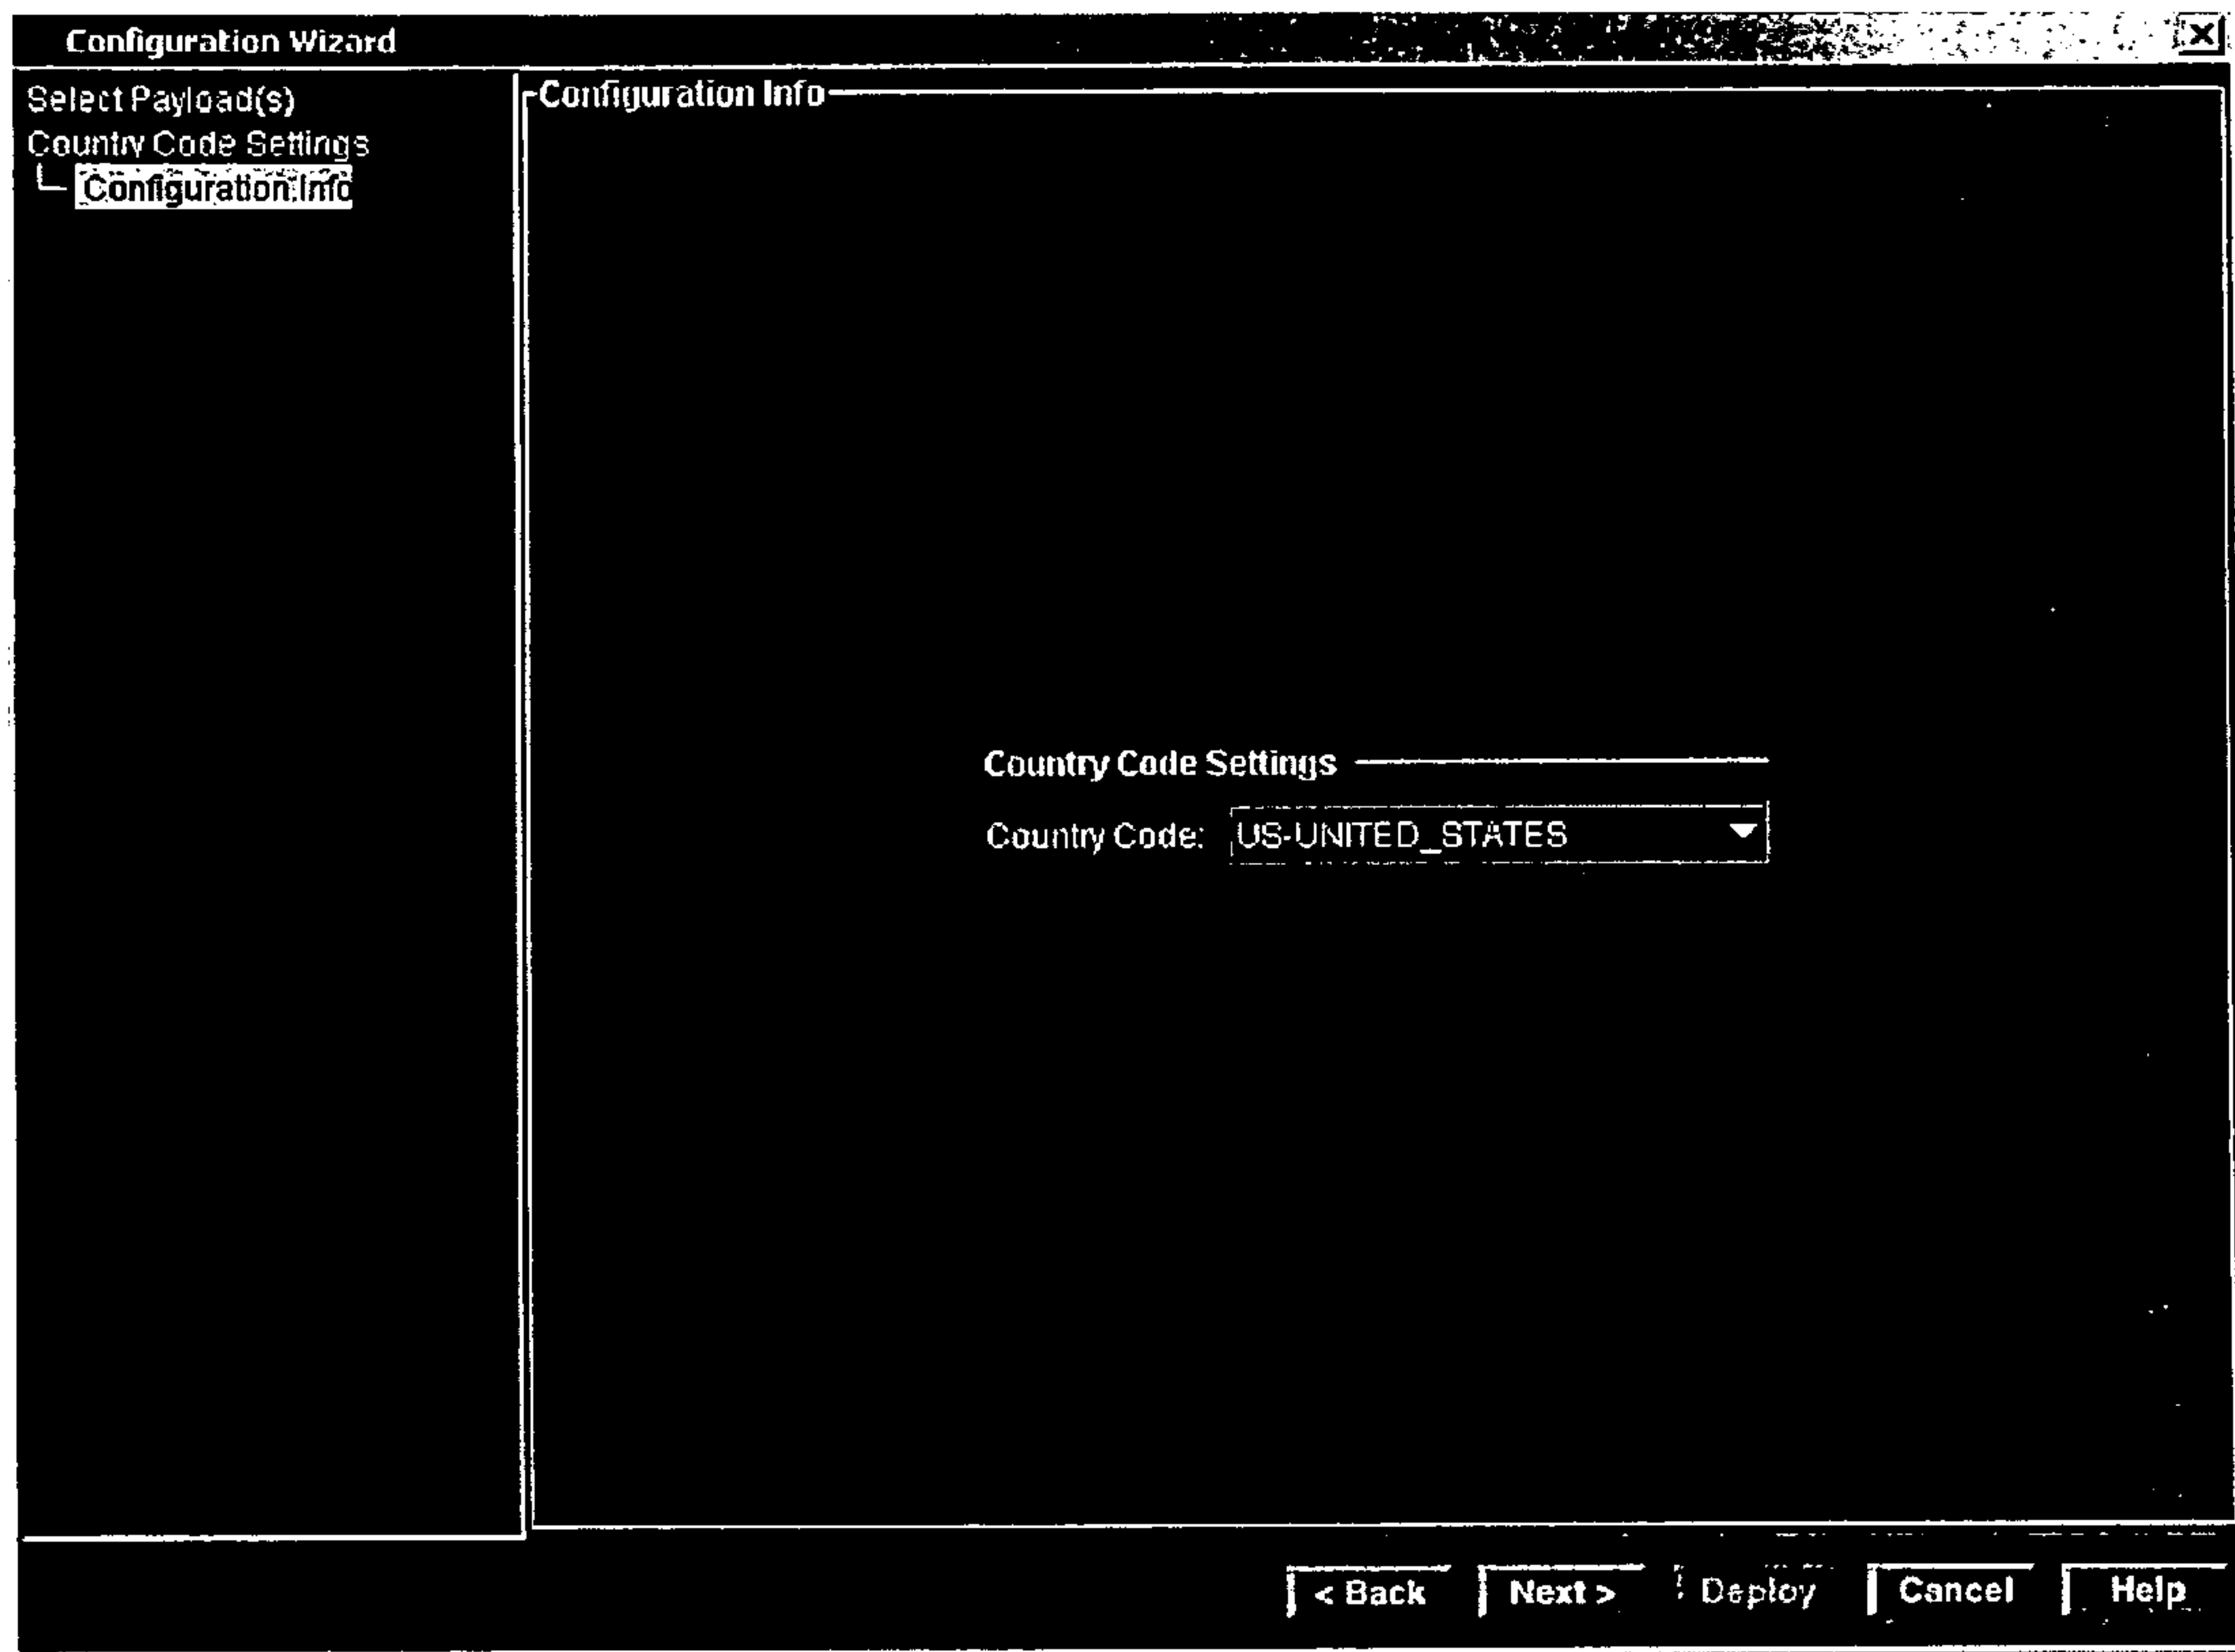 Configuration Wizard
Select Payload(s)
Country Code Settings
Configuration Info
Configuration Info
Country Code Settings
Country Code: US-UNITED_STATES
< Back Next > Deploy Cancel Help